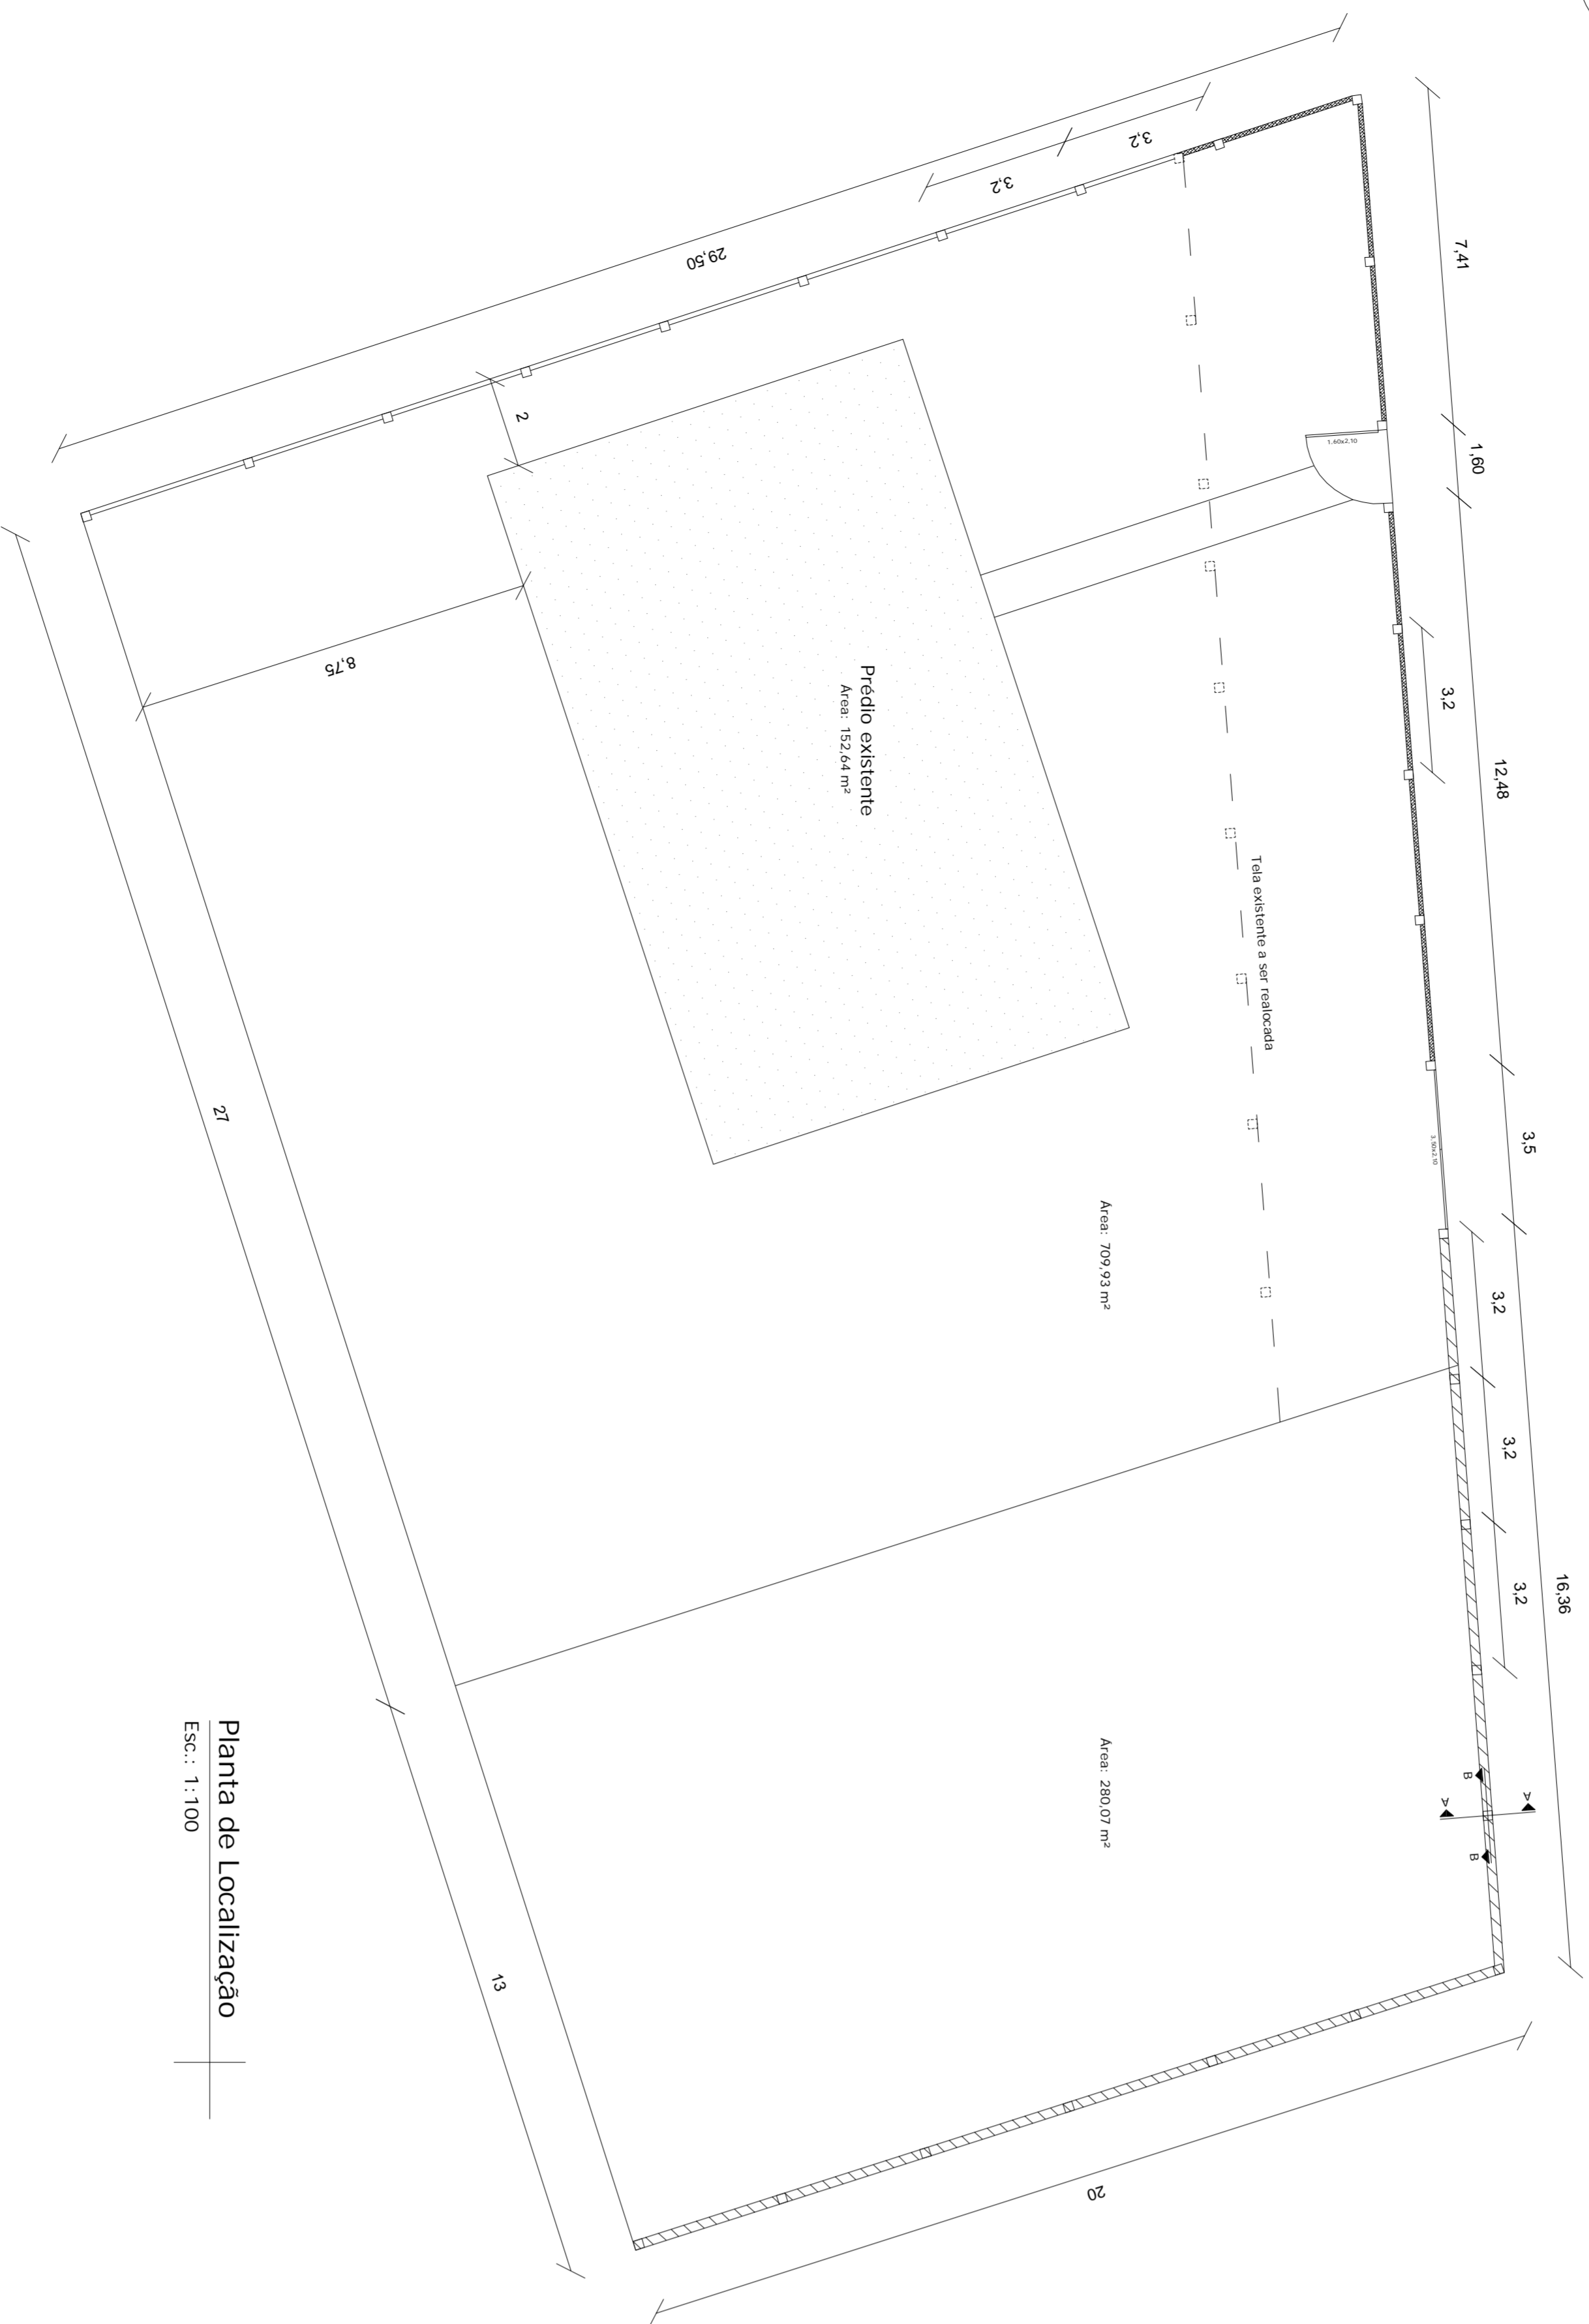 29,50
3,2
3,2
2
8,75
7,41
1,60
1.60x2.10
3,2
12,48
3,5
3.50x2.10
3,2
3,2
3,2
16,36
Prédio existente
Área: 152,64 m²
Tela existente a ser realocada
Área: 709,93 m²
Área: 280,07 m²
A
A
B
B
27
13
20
Planta de Localização
Esc.: 1:100